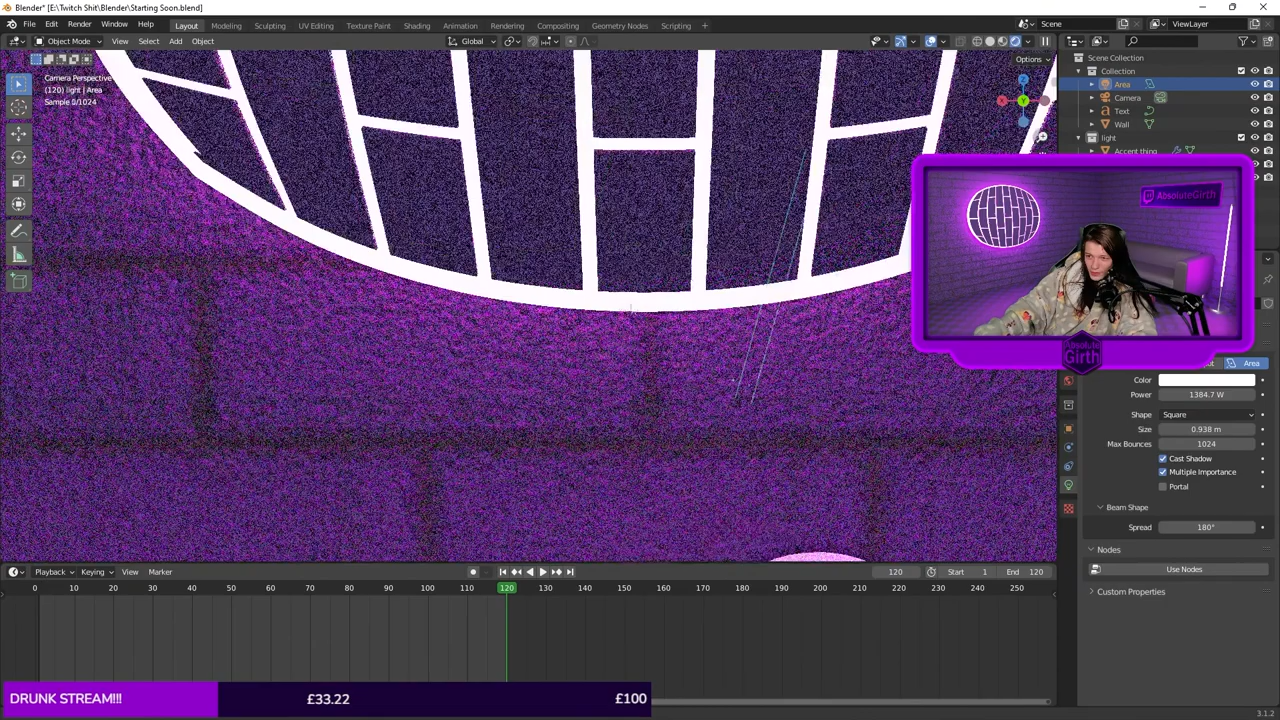 Blender* [E:\Twitch Shit\Blender\Starting Soon.blend]
File Edit Render Window Help Layout Modeling Sculpting UV Editing Texture Paint Shading Animation Rendering Compositing Geometry Nodes Scripting + Scene ViewLayer
Object Mode View Select Add Object Global
Options
Camera Perspective
(120) light | Area
Sample 0/1024
Scene Collection
Collection
Area
Camera
Text
Wall
light
Accent thing
AbsoluteGirth
Absolute
Girth
Area
Color
Power 1384.7 W
Shape Square
Size 0.938 m
Max Bounces 1024
Cast Shadow
Multiple Importance
Portal
Beam Shape
Spread 180°
Nodes
Use Nodes
Custom Properties
Playback Keying View Marker 120 Start 1 End 120
0 10 20 30 40 50 60 70 80 90 100 110 120 130 140 150 160 170 180 190 200 210 220 230 240 250
DRUNK STREAM!!! £33.22 £100
3.1.2